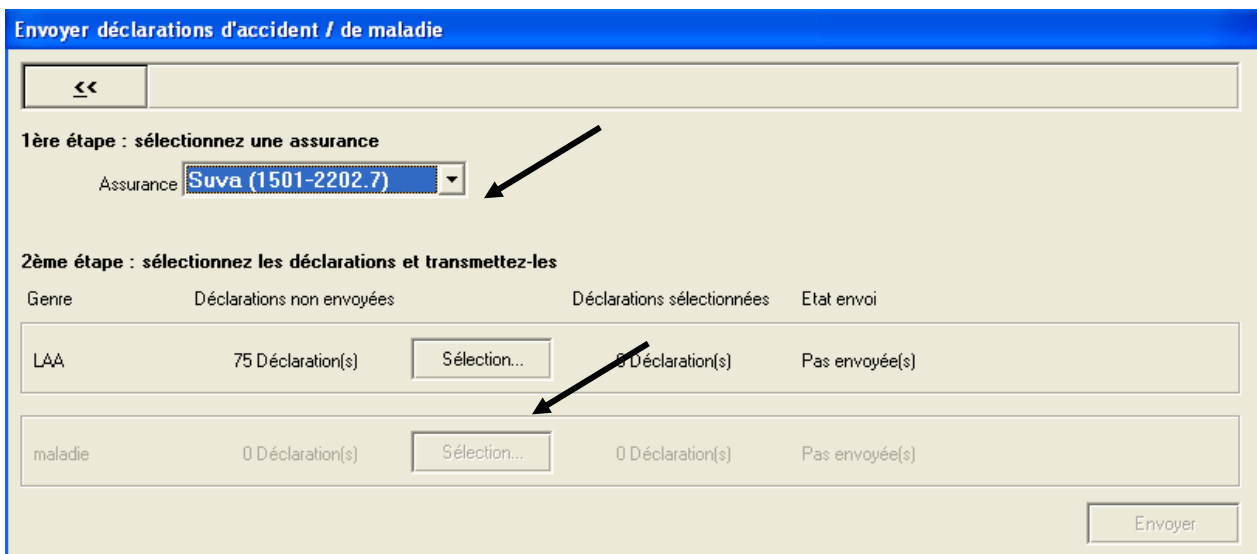 Envoyer déclarations d'accident / de maladie
<<
1ère étape : sélectionnez une assurance
Assurance Suva (1501-2202.7)
2ème étape : sélectionnez les déclarations et transmettez-les
Genre Déclarations non envoyées Déclarations sélectionnées Etat envoi
LAA 75 Déclaration(s) Sélection... 0 Déclaration(s) Pas envoyée(s)
maladie 0 Déclaration(s) Sélection... 0 Déclaration(s) Pas envoyée(s)
Envoyer